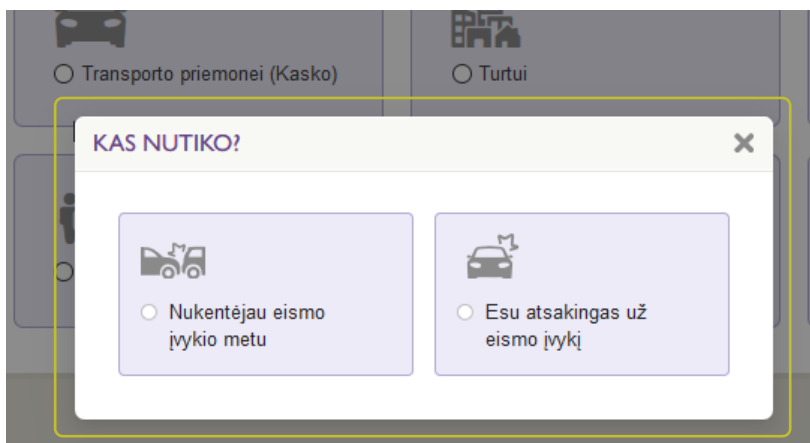 Transporto priemonei (Kasko)
Turtui
KAS NUTIKO?
Nukentėjau eismo
įvykio metu
Esu atsakingas už
eismo įvykį